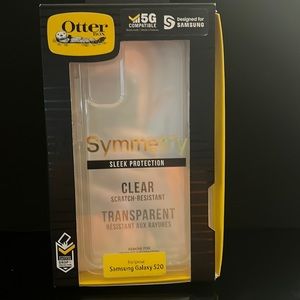 Otter
BOX
5G
COMPATIBLE
Designed for
SAMSUNG
Symmetry
SLEEK PROTECTION
CLEAR
SCRATCH-RESISTANT
TRANSPARENT
RÉSISTANT AUX RAYURES
Samsung Galaxy S20
DROP+